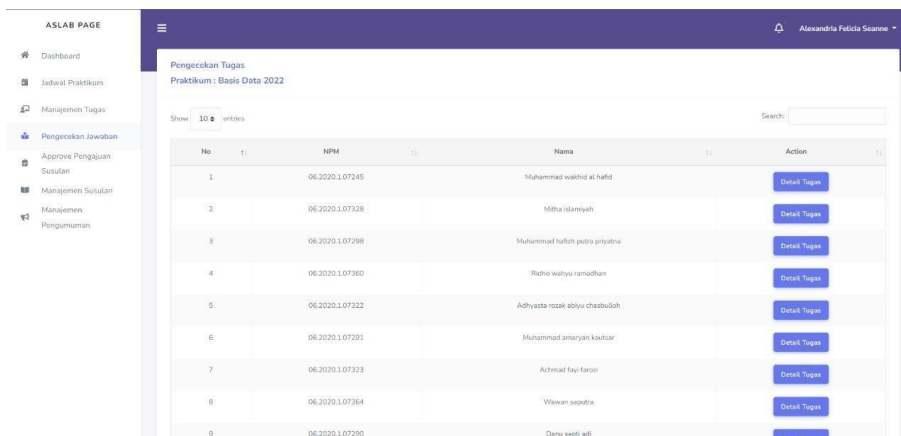 ASLAB PAGE
Alexandria Felicia Seanne
Dashboard
Jadwal Praktikum
Manajemen Tugas
Pengecekan Jawaban
Approve Pengajuan
Susulan
Manajemen Susulan
Manajemen
Pengumuman
Pengecekan Tugas
Praktikum : Basis Data 2022
Show 10 entries
Search:
No NPM Nama Action
1 06.2020.1.07245 Muhammad wakhid al hafid Detail Tugas
2 06.2020.1.07328 Mitha islamiyah Detail Tugas
3 06.2020.1.07298 Muhammad hafizh putra priyatna Detail Tugas
4 06.2020.1.07360 Ridho wahyu ramadhan Detail Tugas
5 06.2020.1.07322 Adhyasta rozak abiyu chasbulloh Detail Tugas
6 06.2020.1.07291 Muhammad amaryan kautsar Detail Tugas
7 06.2020.1.07323 Achmad fayi farozi Detail Tugas
8 06.2020.1.07364 Wawan saputra Detail Tugas
9 06.2020.1.07290 Danu septi adi